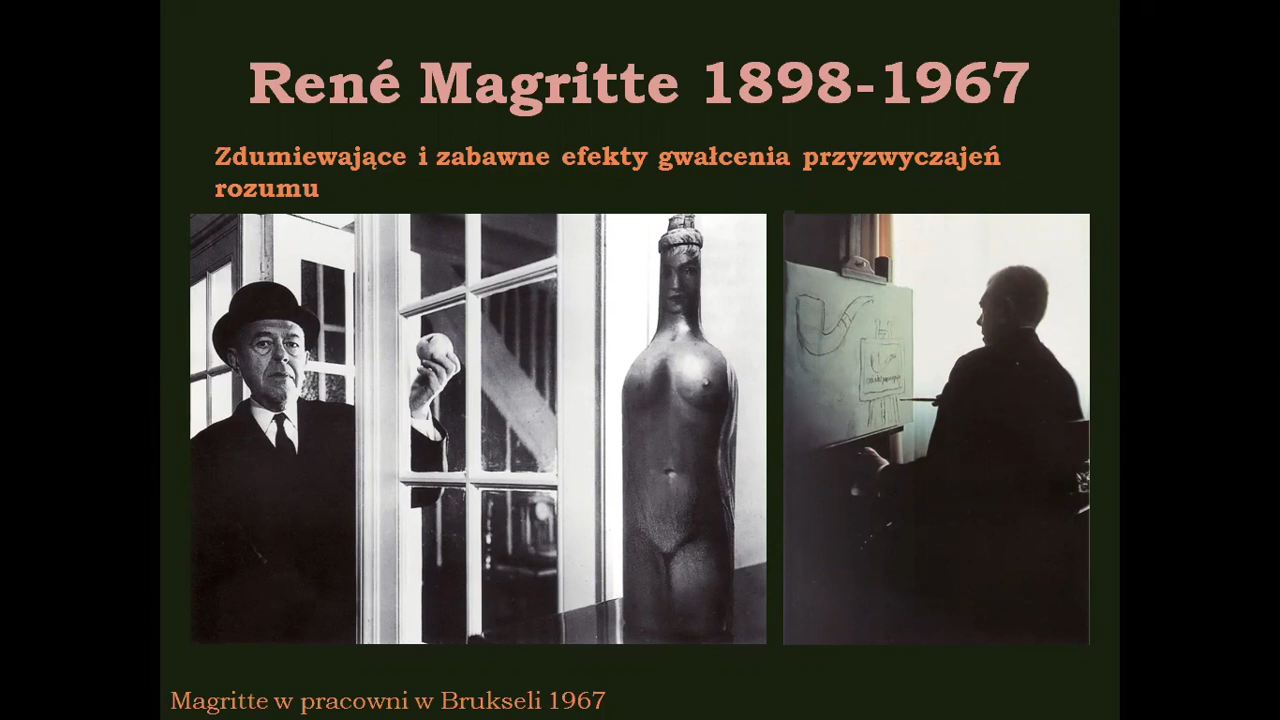 René Magritte 1898-1967
Zdumiewające i zabawne efekty gwałcenia przyzwyczajeń
rozumu
Magritte w pracowni w Brukseli 1967